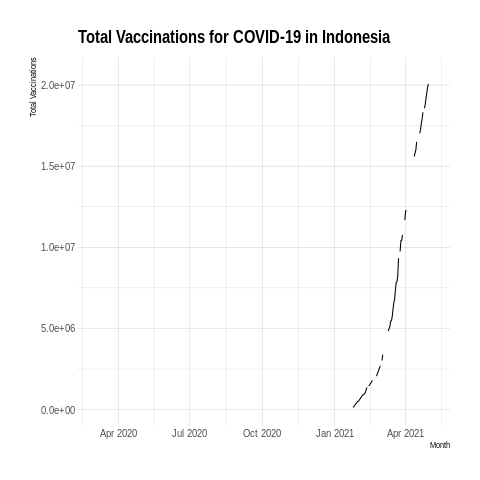 Total Vaccinations for COVID-19 in Indonesia
Total Vaccinations
2.0e+07
1.5e+07
1.0e+07
5.0e+06
0.0e+00
Apr 2020 Jul 2020 Oct 2020 Jan 2021 Apr 2021
Month